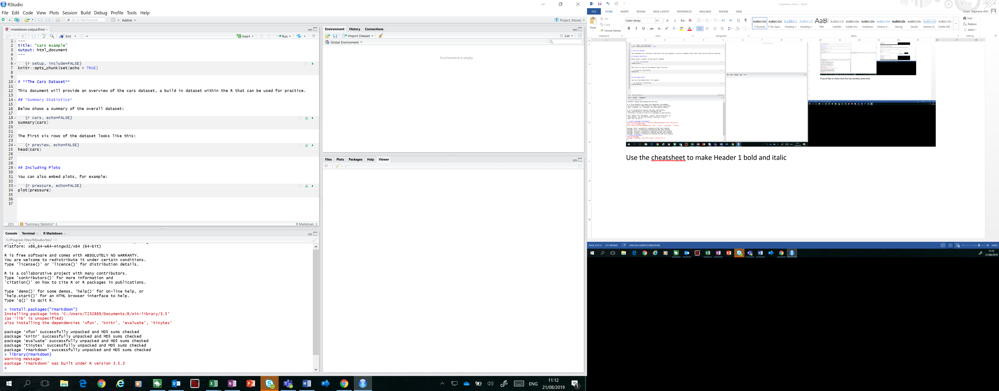 RStudio
File Edit Code View Plots Session Build Debug Profile Tools Help
Go to file/function Addins Project: (None)
rmarkdown output.Rmd
Knit Insert Run
1 ---
2 title: "cars example"
3 output: html_document
4 ---
5
6 ```{r setup, include=FALSE}
7 knitr::opts_chunk$set(echo = TRUE)
8 ```
9
10 # **The Cars Dataset**
11
12 This document will provide an overview of the cars dataset, a build in dataset within the R that can be used for practice.
13
14 ## *Summary Statistics*
15
16 Below shows a summary of the overall dataset:
17
18 ```{r cars, echo=FALSE}
19 summary(cars)
20 ```
21
22 The first six rows of the dataset looks like this:
23
24 ```{r preview, echo=FALSE}
25 head(cars)
26 ```
27
28
29 ## Including Plots
30
31 You can also embed plots, for example:
32
33 ```{r pressure, echo=FALSE}
34 plot(pressure)
35 ```
36
37
22:5 *Summary Statistics* R Markdown
Console Terminal R Markdown
C:/Program Files/RStudio/bin/
Platform: x86_64-w64-mingw32/x64 (64-bit)
R is free software and comes with ABSOLUTELY NO WARRANTY.
You are welcome to redistribute it under certain conditions.
Type 'license()' or 'licence()' for distribution details.
R is a collaborative project with many contributors.
Type 'contributors()' for more information and
'citation()' on how to cite R or R packages in publications.
Type 'demo()' for some demos, 'help()' for on-line help, or
'help.start()' for an HTML browser interface to help.
Type 'q()' to quit R.
> install.packages("rmarkdown")
Installing package into ‘C:/Users/7232889/Documents/R/win-library/3.5’
(as ‘lib’ is unspecified)
also installing the dependencies ‘xfun’, ‘knitr’, ‘evaluate’, ‘tinytex’
package ‘xfun’ successfully unpacked and MD5 sums checked
package ‘knitr’ successfully unpacked and MD5 sums checked
package ‘evaluate’ successfully unpacked and MD5 sums checked
package ‘tinytex’ successfully unpacked and MD5 sums checked
package ‘rmarkdown’ successfully unpacked and MD5 sums checked
> library(rmarkdown)
Warning message:
package ‘rmarkdown’ was built under R version 3.5.3
>
Environment History Connections
Import Dataset List
Global Environment
Environment is empty
Files Plots Packages Help Viewer
ENG
11:12
21/08/2019
1
rmarkdwon demo - Word
FILE HOME INSERT DESIGN PAGE LAYOUT REFERENCES MAILINGS REVIEW VIEW
Hoare, Stephanie (RIS)
Paste
Cut
Copy
Format Painter
Calibri (Body) 11
AaBbCcDd AaBbCcDd AaBbCc AaBbCcD AaBl AaBbCcD AaBbCcDd AaBbCcDd AaBbCcDd AaBbCcDc AaBbCcDd AaBbCcDd AaBbCcDd
1 Normal 1 No Spac... Heading 1 Heading 2 Title Subtitle Subtle Em... Emphasis Intense E... Strong Quote Intense Q... Subtle Ref...
Find
Replace
Select
Clipboard Font Paragraph Styles Editing
If you'd like to check that this has worked, press knit.
Use the cheatsheet to make Header 1 bold and italic
PAGE 4 OF 4 271 WORDS ENGLISH (UNITED KINGDOM) 240%
11:12
21/08/2019